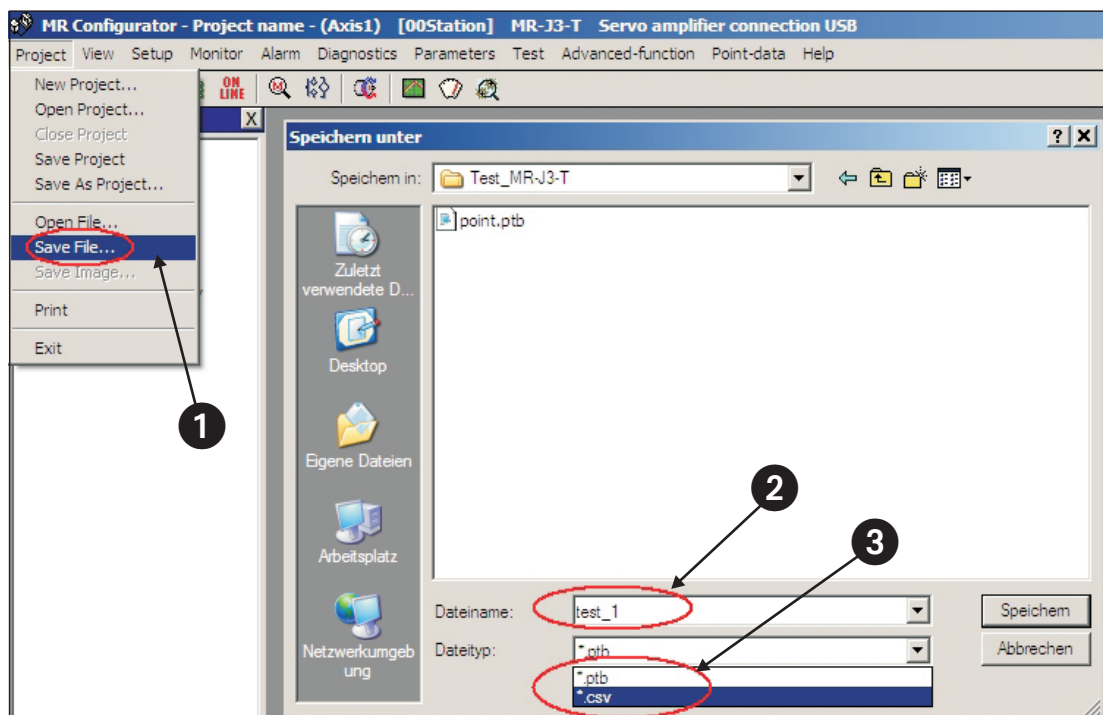 MR Configurator - Project name - (Axis1) [00Station] MR-J3-T Servo amplifier connection USB
Project View Setup Monitor Alarm Diagnostics Parameters Test Advanced-function Point-data Help
New Project...
Open Project...
Close Project
Save Project
Save As Project...
Open File...
Save File...
Save Image...
Print
Exit
ON
LINE
M
X
1
Speichern unter
? X
Speichern in:
Test_MR-J3-T
point.ptb
Zuletzt
verwendete D...
Desktop
Eigene Dateien
Arbeitsplatz
Netzwerkumgeb
ung
2
3
Dateiname:
test_1
Speichern
Dateityp:
*.ptb
Abbrechen
*.ptb
*.csv